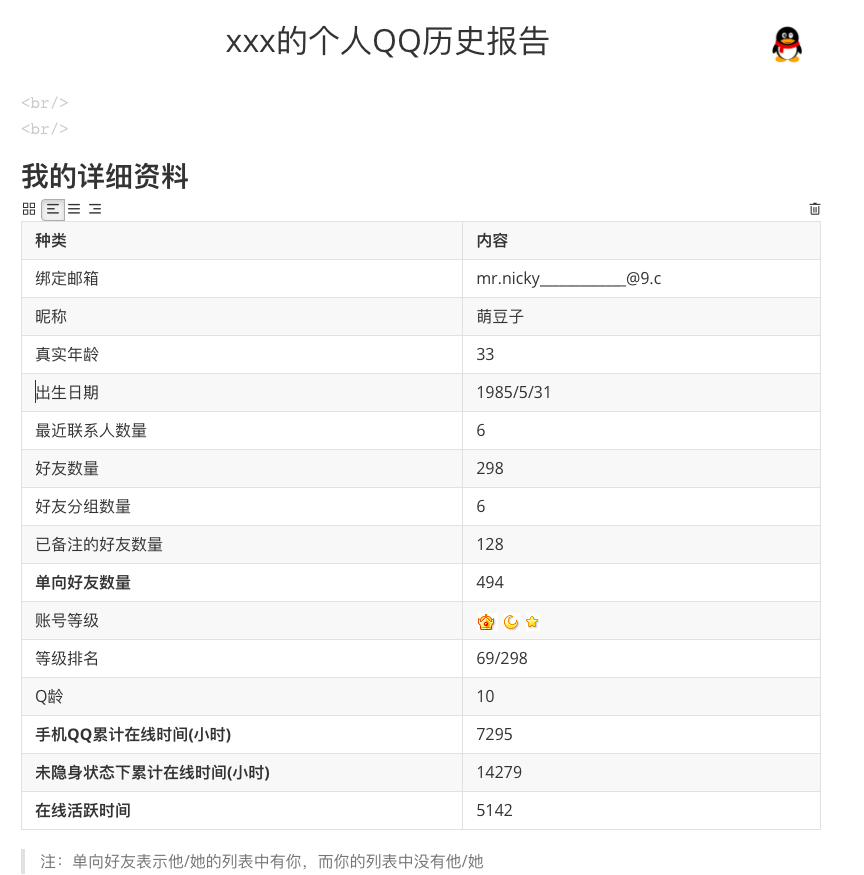 xxx的个人QQ历史报告
<br/>
<br/>
我的详细资料
种类 内容
绑定邮箱 mr.nicky___________@9.c
昵称 萌豆子
真实年龄 33
出生日期 1985/5/31
最近联系人数量 6
好友数量 298
好友分组数量 6
已备注的好友数量 128
单向好友数量 494
账号等级
等级排名 69/298
Q龄 10
手机QQ累计在线时间(小时) 7295
未隐身状态下累计在线时间(小时) 14279
在线活跃时间 5142
注：单向好友表示他/她的列表中有你，而你的列表中没有他/她